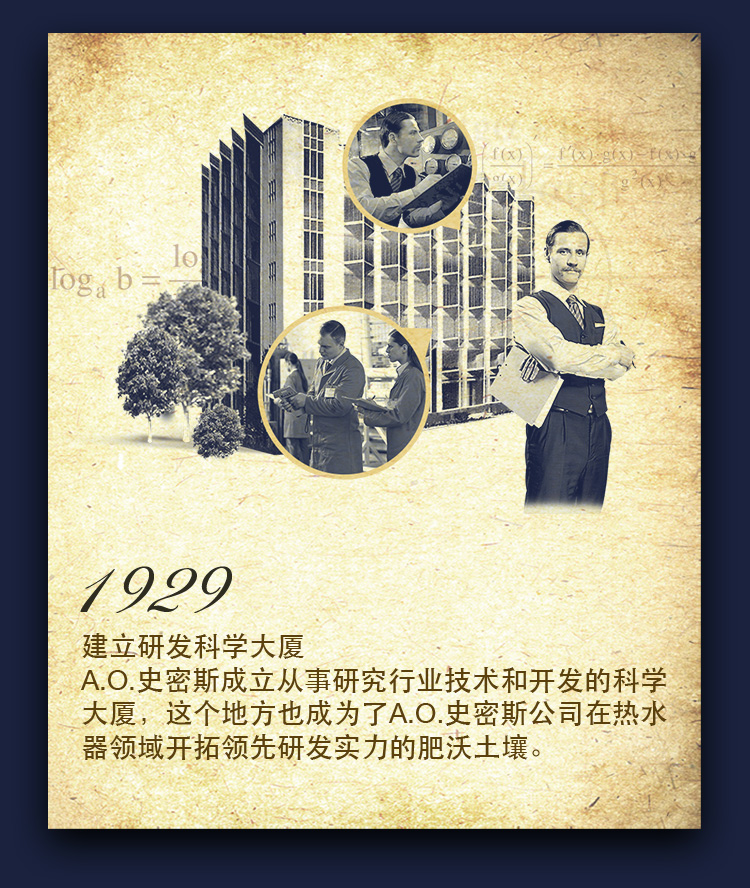 log_a b = lo
(f(x)
g(x)) = f'(x)·g(x) − f(x)·g
g (x)
1929
建立研发科学大厦
A.O.史密斯成立从事研究行业技术和开发的科学
大厦，这个地方也成为了A.O.史密斯公司在热水
器领域开拓领先研发实力的肥沃土壤。